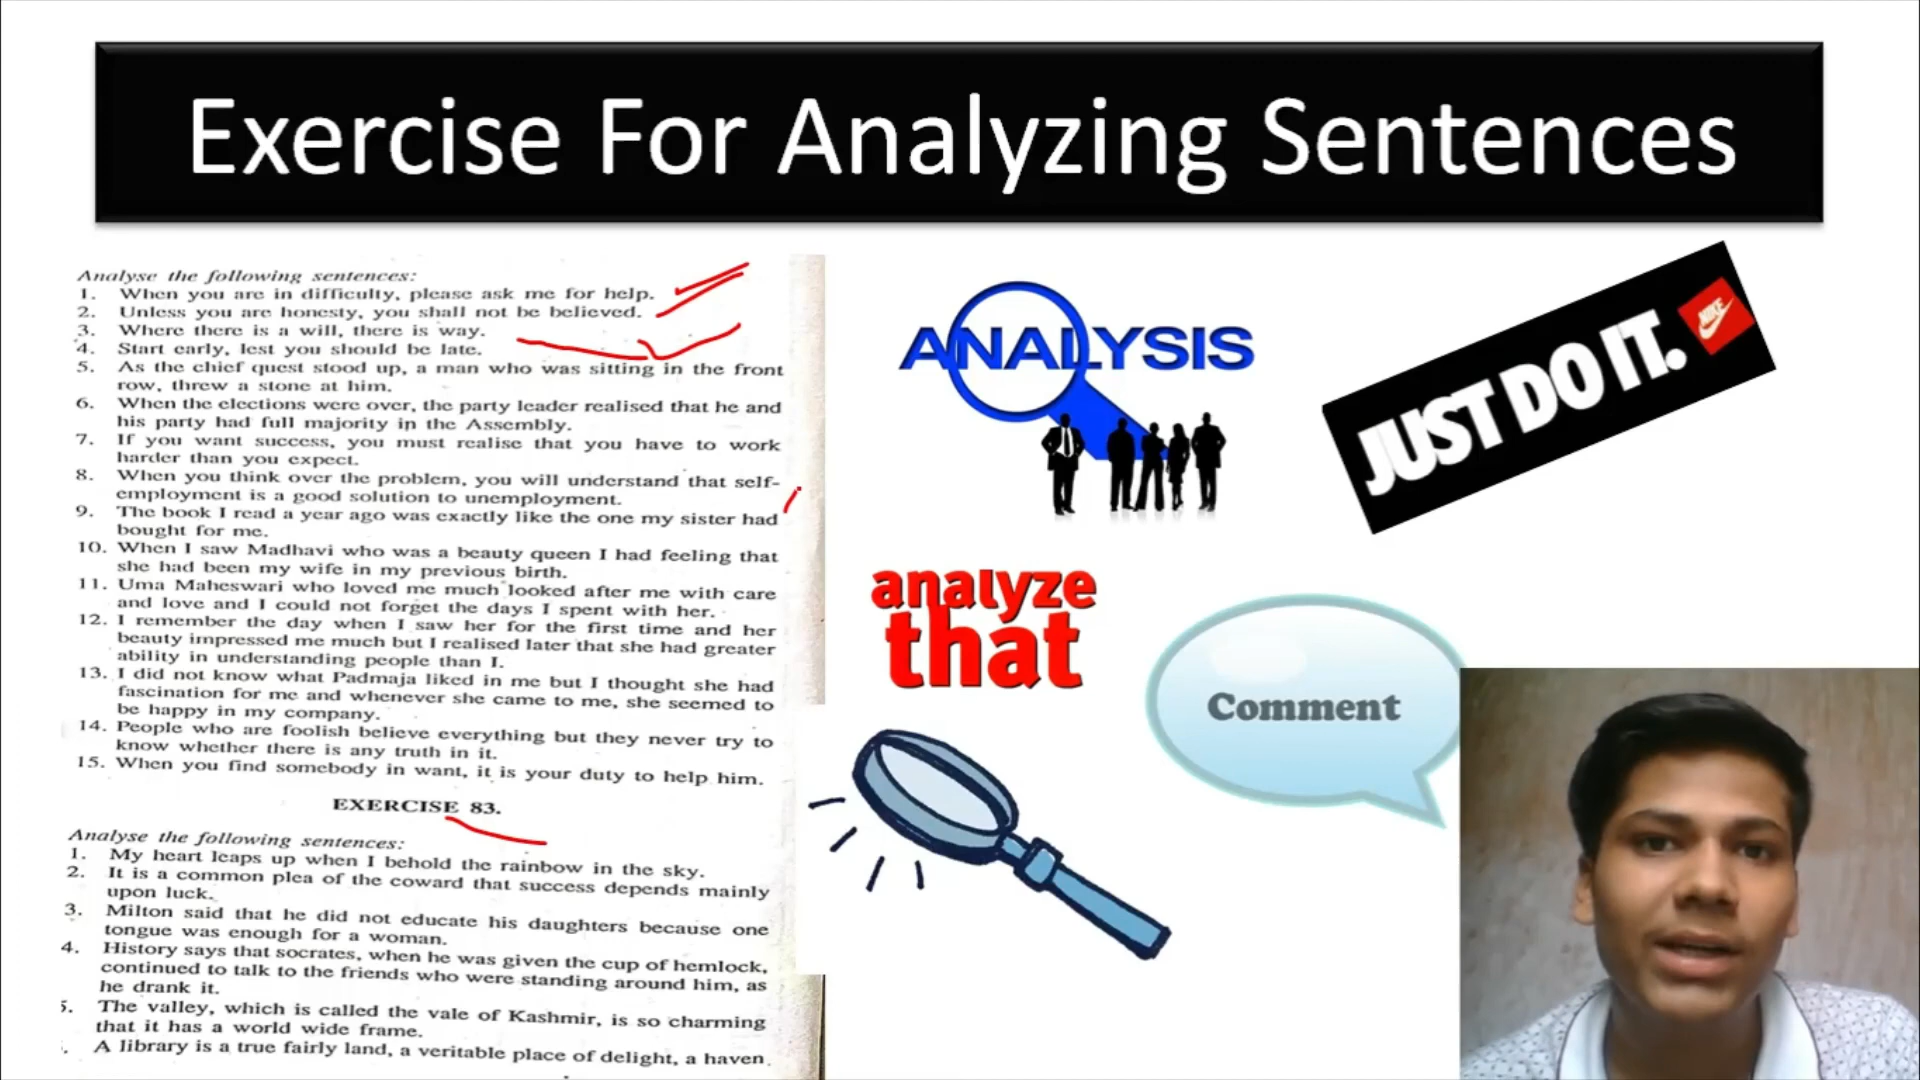 Exercise For Analyzing Sentences
Analyse the following sentences:
1. When you are in difficulty, please ask me for help.
2. Unless you are honesty, you shall not be believed.
3. Where there is a will, there is way.
4. Start early, lest you should be late.
5. As the chief quest stood up, a man who was sitting in the front
row, threw a stone at him.
6. When the elections were over, the party leader realised that he and
his party had full majority in the Assembly.
7. If you want success, you must realise that you have to work
harder than you expect.
8. When you think over the problem, you will understand that self-
employment is a good solution to unemployment.
9. The book I read a year ago was exactly like the one my sister had
bought for me.
10. When I saw Madhavi who was a beauty queen I had feeling that
she had been my wife in my previous birth.
11. Uma Maheswari who loved me much looked after me with care
and love and I could not forget the days I spent with her.
12. I remember the day when I saw her for the first time and her
beauty impressed me much but I realised later that she had greater
ability in understanding people than I.
13. I did not know what Padmaja liked in me but I thought she had
fascination for me and whenever she came to me, she seemed to
be happy in my company.
14. People who are foolish believe everything but they never try to
know whether there is any truth in it.
15. When you find somebody in want, it is your duty to help him.
EXERCISE 83.
Analyse the following sentences:
1. My heart leaps up when I behold the rainbow in the sky.
2. It is a common plea of the coward that success depends mainly
upon luck.
3. Milton said that he did not educate his daughters because one
tongue was enough for a woman.
4. History says that socrates, when he was given the cup of hemlock,
continued to talk to the friends who were standing around him, as
he drank it.
5. The valley, which is called the vale of Kashmir, is so charming
that it has a world wide frame.
. A library is a true fairly land, a veritable place of delight, a haven
ANALYSIS
JUST DO IT.
NIKE
analyze
that
Comment